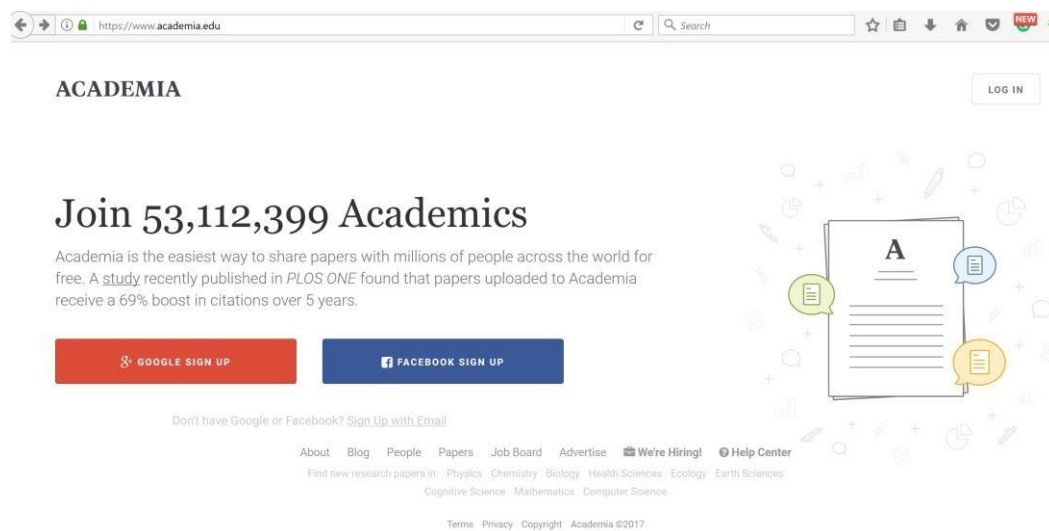 https://www.academia.edu
Search
NEW
ACADEMIA
LOG IN
Join 53,112,399 Academics
Academia is the easiest way to share papers with millions of people across the world for
free. A study recently published in PLOS ONE found that papers uploaded to Academia
receive a 69% boost in citations over 5 years.
A
GOOGLE SIGN UP
FACEBOOK SIGN UP
Don't have Google or Facebook? Sign Up with Email
About Blog People Papers Job Board Advertise We're Hiring! Help Center
Find new research papers in: Physics Chemistry Biology Health Sciences Ecology Earth Sciences
Cognitive Science Mathematics Computer Science
Terms Privacy Copyright Academia ©2017